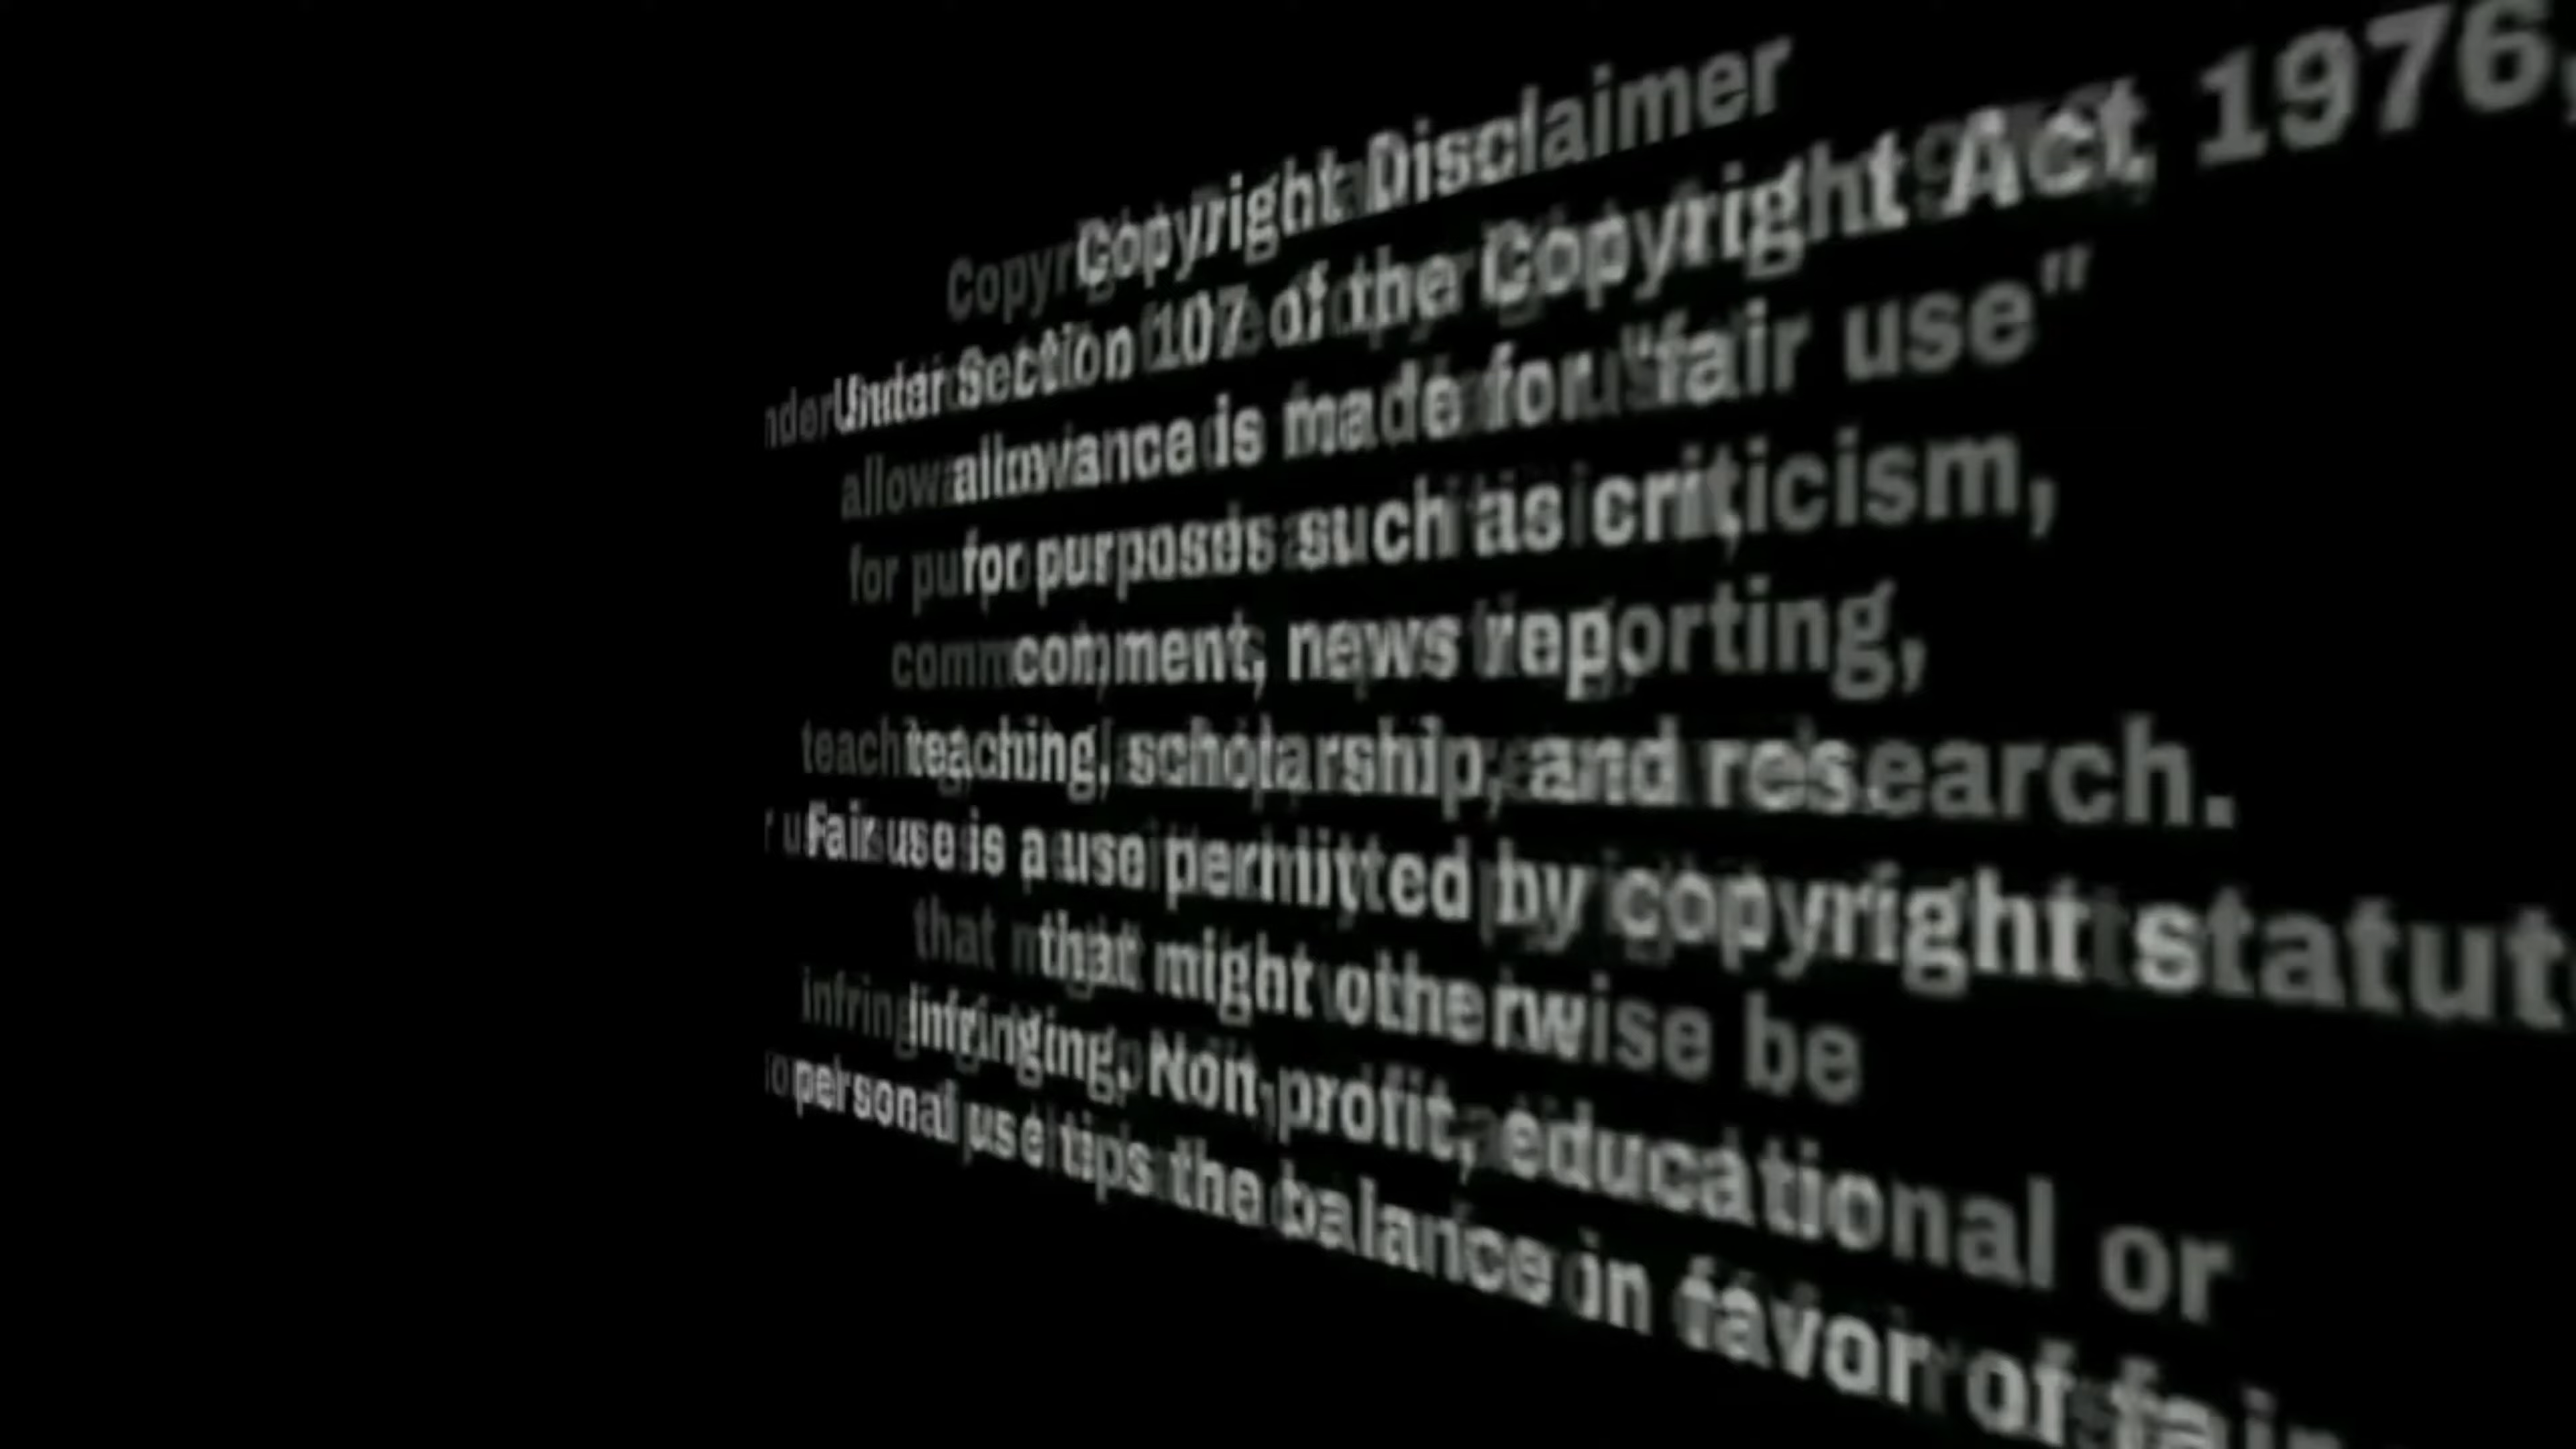 Copyright Disclaimer
Under Section 107 of the Copyright Act, 1976,
allowance is made for "fair use"
for purposes such as criticism,
comment, news reporting,
teaching, scholarship, and research.
Fair use is a use permitted by copyright statut
that might otherwise be
infringing. Non-profit, educational or
personal use tips the balance in favor of fair